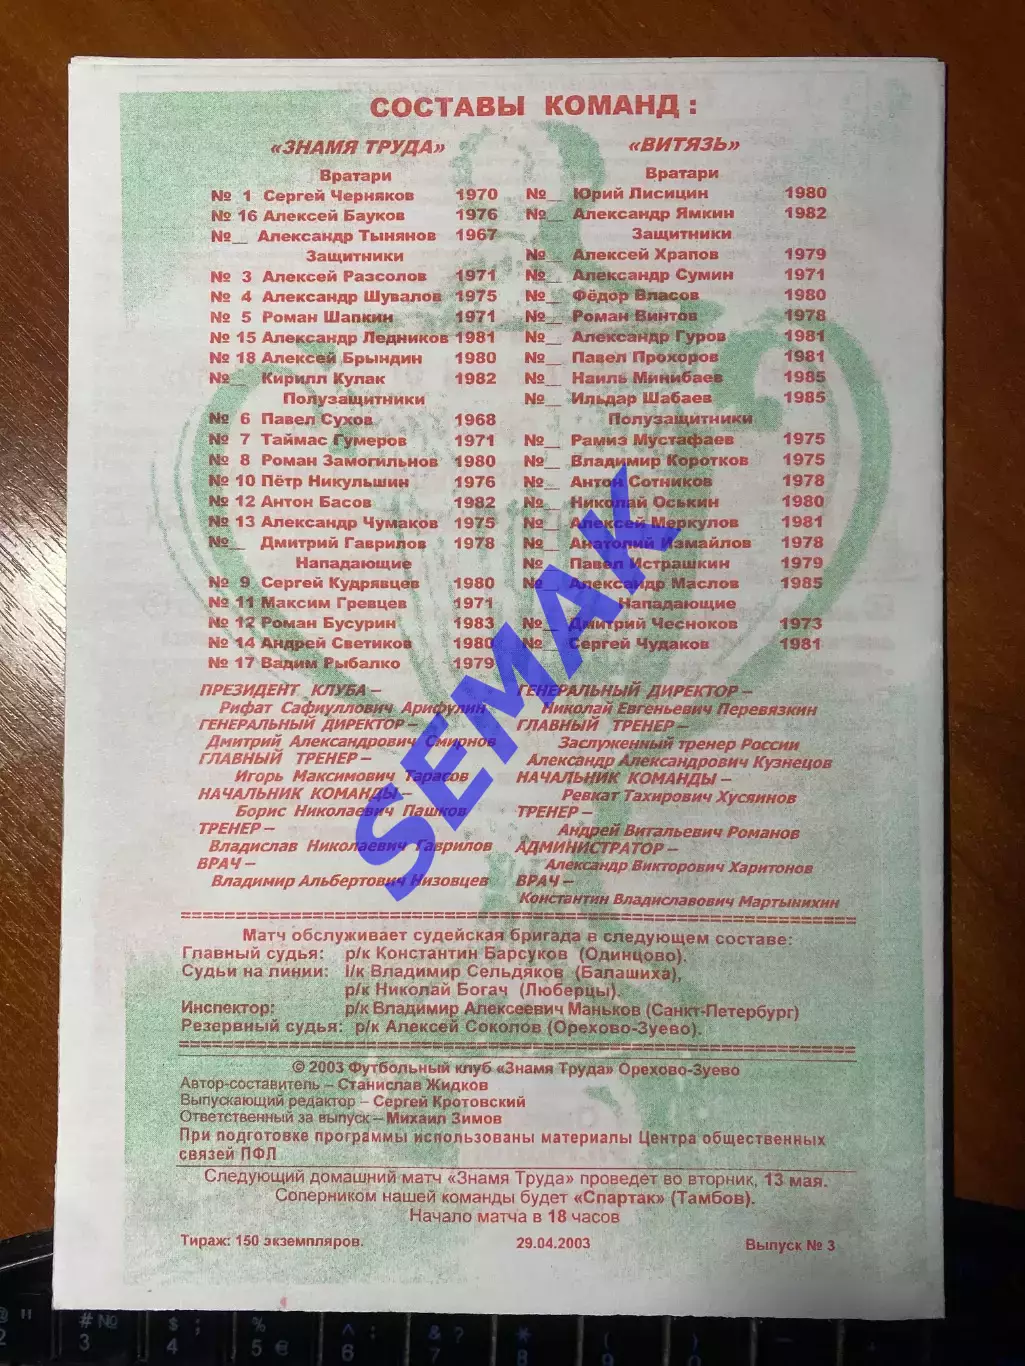 СОСТАВЫ КОМАНД :
«ЗНАМЯ ТРУДА»
Вратари
№ 1 Сергей Черняков 1970
№ 16 Алексей Бауков 1976
№__ Александр Тынянов 1967
Защитники
№ 3 Алексей Разсолов 1971
№ 4 Александр Шувалов 1975
№ 5 Роман Шапкин 1971
№ 15 Александр Ледников 1981
№ 18 Алексей Брындин 1980
№__ Кирилл Кулак 1982
Полузащитники
№ 6 Павел Сухов 1968
№ 7 Таймас Гумеров 1971
№ 8 Роман Замогильнов 1980
№ 10 Пётр Никульшин 1976
№ 12 Антон Басов 1982
№ 13 Александр Чумаков 1975
№__ Дмитрий Гаврилов 1978
Нападающие
№ 9 Сергей Кудрявцев 1980
№ 11 Максим Гревцев 1971
№ 12 Роман Бусурин 1983
№ 14 Андрей Светиков 1980
№ 17 Вадим Рыбалко 1979
ПРЕЗИДЕНТ КЛУБА –
Рифат Сафиуллович Арифулин
ГЕНЕРАЛЬНЫЙ ДИРЕКТОР –
Дмитрий Александрович Смирнов
ГЛАВНЫЙ ТРЕНЕР –
Игорь Максимович Тарасов
НАЧАЛЬНИК КОМАНДЫ –
Борис Николаевич Пашков
ТРЕНЕР –
Владислав Николаевич Гаврилов
ВРАЧ –
Владимир Альбертович Низовцев
«ВИТЯЗЬ»
Вратари
№__ Юрий Лисицин 1980
№__ Александр Ямкин 1982
Защитники
№__ Алексей Храпов 1979
№__ Александр Сумин 1971
№__ Фёдор Власов 1980
№__ Роман Винтов 1978
№__ Александр Гуров 1981
№__ Павел Прохоров 1981
№__ Наиль Минибаев 1985
№__ Ильдар Шабаев 1985
Полузащитники
№__ Рамиз Мустафаев 1975
№__ Владимир Коротков 1975
№__ Антон Сотников 1978
№__ Николай Оськин 1980
№__ Алексей Меркулов 1981
№__ Анатолий Измайлов 1978
№__ Павел Истрашкин 1979
№__ Александр Маслов 1985
Нападающие
№__ Дмитрий Чесноков 1973
№__ Сергей Чудаков 1981
ГЕНЕРАЛЬНЫЙ ДИРЕКТОР –
Николай Евгеньевич Перевязкин
ГЛАВНЫЙ ТРЕНЕР –
Заслуженный тренер России
Александр Александрович Кузнецов
НАЧАЛЬНИК КОМАНДЫ –
Ревкат Тахирович Хусяинов
ТРЕНЕР –
Андрей Витальевич Романов
АДМИНИСТРАТОР –
Александр Викторович Харитонов
ВРАЧ –
Константин Владиславович Мартынихин
SEMAK
Матч обслуживает судейская бригада в следующем составе:
Главный судья: р/к Константин Барсуков (Одинцово).
Судьи на линии: I/к Владимир Сельдяков (Балашиха),
р/к Николай Богач (Люберцы).
Инспектор: р/к Владимир Алексеевич Маньков (Санкт-Петербург)
Резервный судья: р/к Алексей Соколов (Орехово-Зуево).
© 2003 Футбольный клуб «Знамя Труда» Орехово-Зуево
Автор-составитель – Станислав Жидков
Выпускающий редактор – Сергей Кротовский
Ответственный за выпуск – Михаил Зимов
При подготовке программы использованы материалы Центра общественных
связей ПФЛ
Следующий домашний матч «Знамя Труда» проведёт во вторник, 13 мая.
Соперником нашей команды будет «Спартак» (Тамбов).
Начало матча в 18 часов
Тираж: 150 экземпляров. 29.04.2003 Выпуск № 3